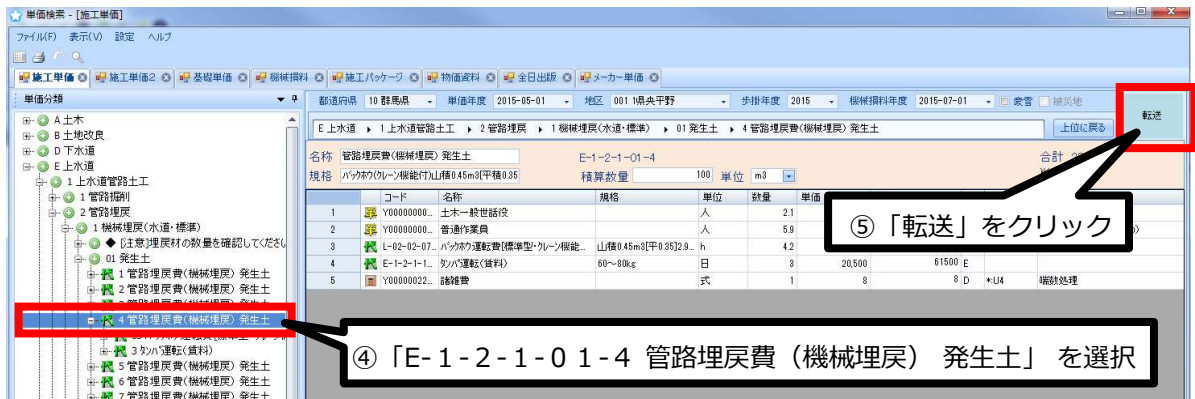 単価検索 - [施工単価]
ファイル(F) 表示(V) 設定 ヘルプ
施工単価 施工単価2 基礎単価 機械損料 施工パッケージ 物価資料 全日出版 メーカー単価
単価分類
都道府県 10 群馬県 単価年度 2015-05-01 地区 001 1県央平野 歩掛年度 2015 機械損料年度 2015-07-01 豪雪 被災地
転送
E 上水道 1 上水道管路土工 2 管路埋戻 1 機械埋戻(水道・標準) 01 発生土 4 管路埋戻費(機械埋戻) 発生土
上位に戻る
名称 管路埋戻費(機械埋戻) 発生土 E-1-2-1-01-4 合計
規格 バックホウ(クレーン機能付)山積0.45m3[平積0.35 積算数量 100 単位 m3
コード 名称 規格 単位 数量 単価
1 Y00000000... 土木一般世話役 人 2.1
2 Y00000000... 普通作業員 人 5.9
3 L-02-02-07... バックホウ運転費[標準型・クレーン機能... 山積0.45m3[平0.35]2.9... h 4.2
4 E-1-2-1-1... タンパ運転(賃料) 60～80kg 日 3 20,500 61500 E
5 Y00000022... 諸雑費 式 1 8 8 D *:U4 端数処理
A 土木
B 土地改良
D 下水道
E 上水道
1 上水道管路土工
1 管路掘削
2 管路埋戻
1 機械埋戻(水道・標準)
◆ [注意]埋戻材の数量を確認してください
01 発生土
1 管路埋戻費(機械埋戻) 発生土
2 管路埋戻費(機械埋戻) 発生土
4 管路埋戻費(機械埋戻) 発生土
3 タンパ運転(賃料)
5 管路埋戻費(機械埋戻) 発生土
6 管路埋戻費(機械埋戻) 発生土
7 管路埋戻費(機械埋戻) 発生土
⑤「転送」をクリック
④「E-1-2-1-01-4 管路埋戻費（機械埋戻） 発生土」 を選択